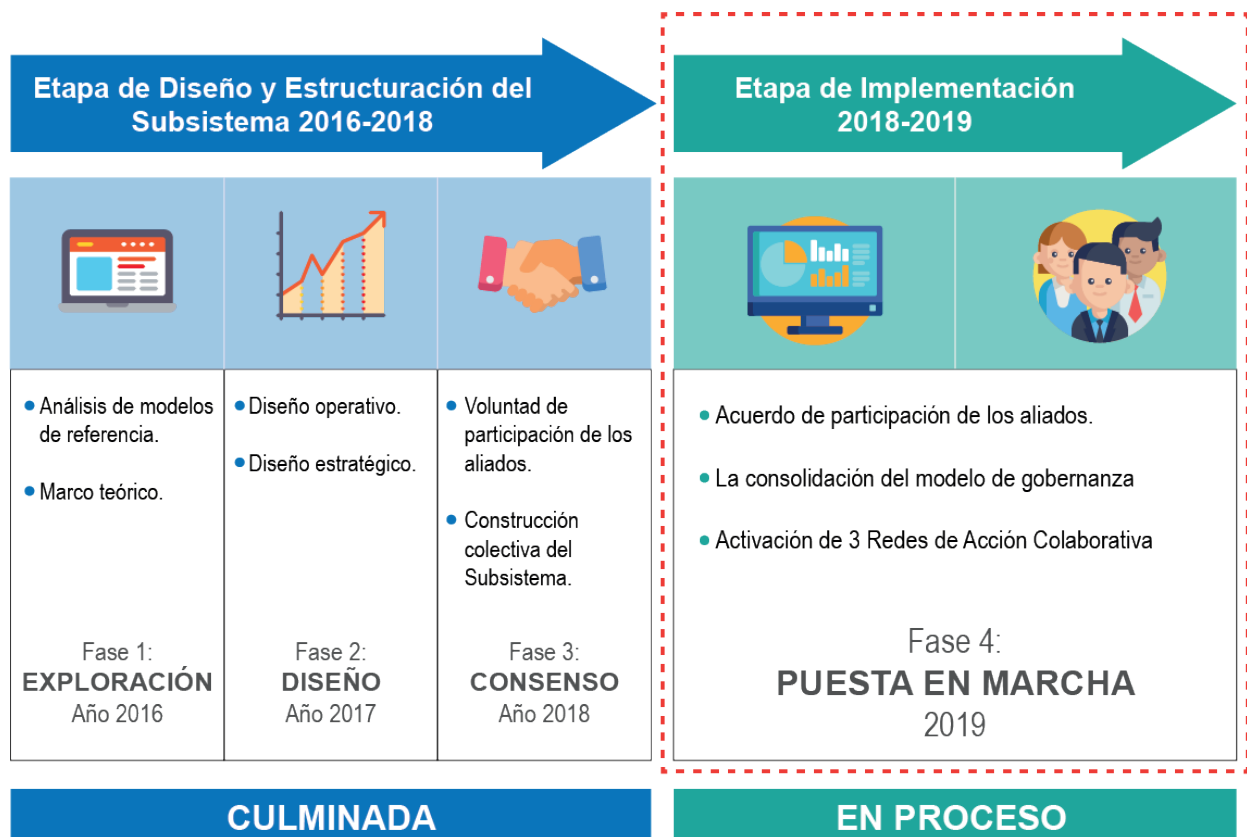 Etapa de Diseño y Estructuración del
Subsistema 2016-2018
Etapa de Implementación
2018-2019
• Análisis de modelos
de referencia.
• Marco teórico.
Fase 1:
EXPLORACIÓN
Año 2016
• Diseño operativo.
• Diseño estratégico.
Fase 2:
DISEÑO
Año 2017
• Voluntad de
participación de los
aliados.
• Construcción
colectiva del
Subsistema.
Fase 3:
CONSENSO
Año 2018
• Acuerdo de participación de los aliados.
• La consolidación del modelo de gobernanza
• Activación de 3 Redes de Acción Colaborativa
Fase 4:
PUESTA EN MARCHA
2019
CULMINADA
EN PROCESO